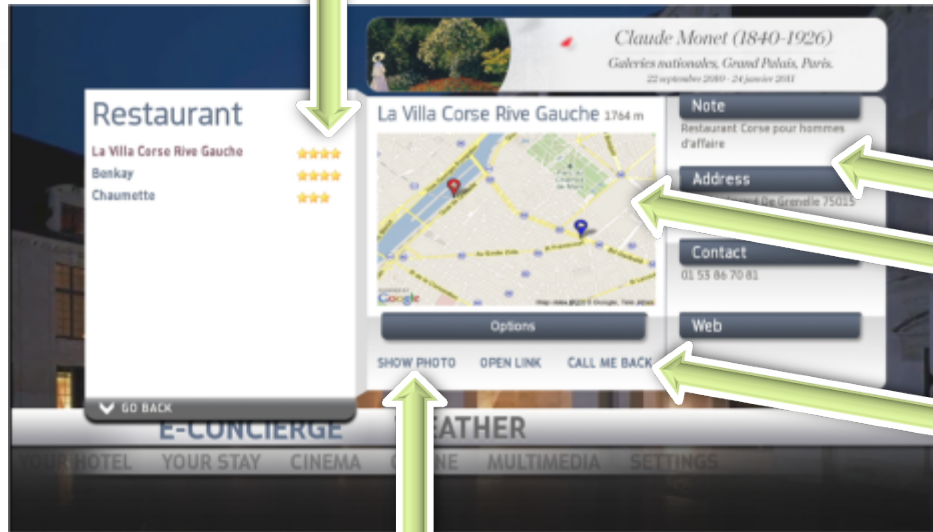 Claude Monet (1840-1926)
Galeries nationales, Grand Palais, Paris.
22 septembre 2010 - 24 janvier 2011
Restaurant
La Villa Corse Rive Gauche
Benkay
Chaumette
GO BACK
La Villa Corse Rive Gauche 1764 m
Google
Options
SHOW PHOTO OPEN LINK CALL ME BACK
Note
Restaurant Corse pour hommes
d'affaire
Address
De Grenelle 75015
Contact
01 53 86 70 81
Web
E-CONCIERGE
YOUR HOTEL YOUR STAY CINEMA MULTIMEDIA SETTINGS